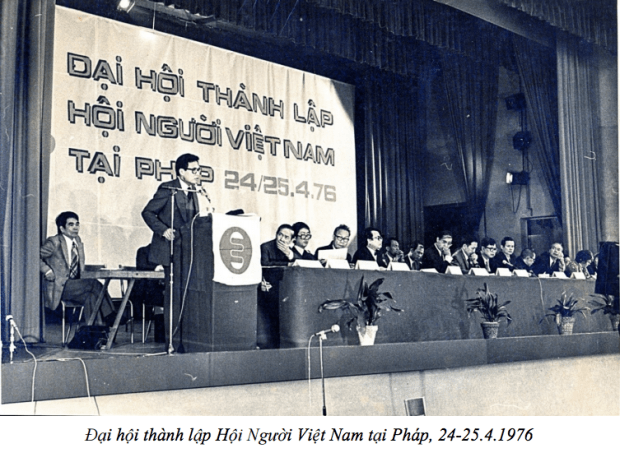 ĐẠI HỘI THÀNH LẬP
HỘI NGƯỜI VIỆT NAM
TẠI PHÁP 24/25.4.76
Đại hội thành lập Hội Người Việt Nam tại Pháp, 24-25.4.1976